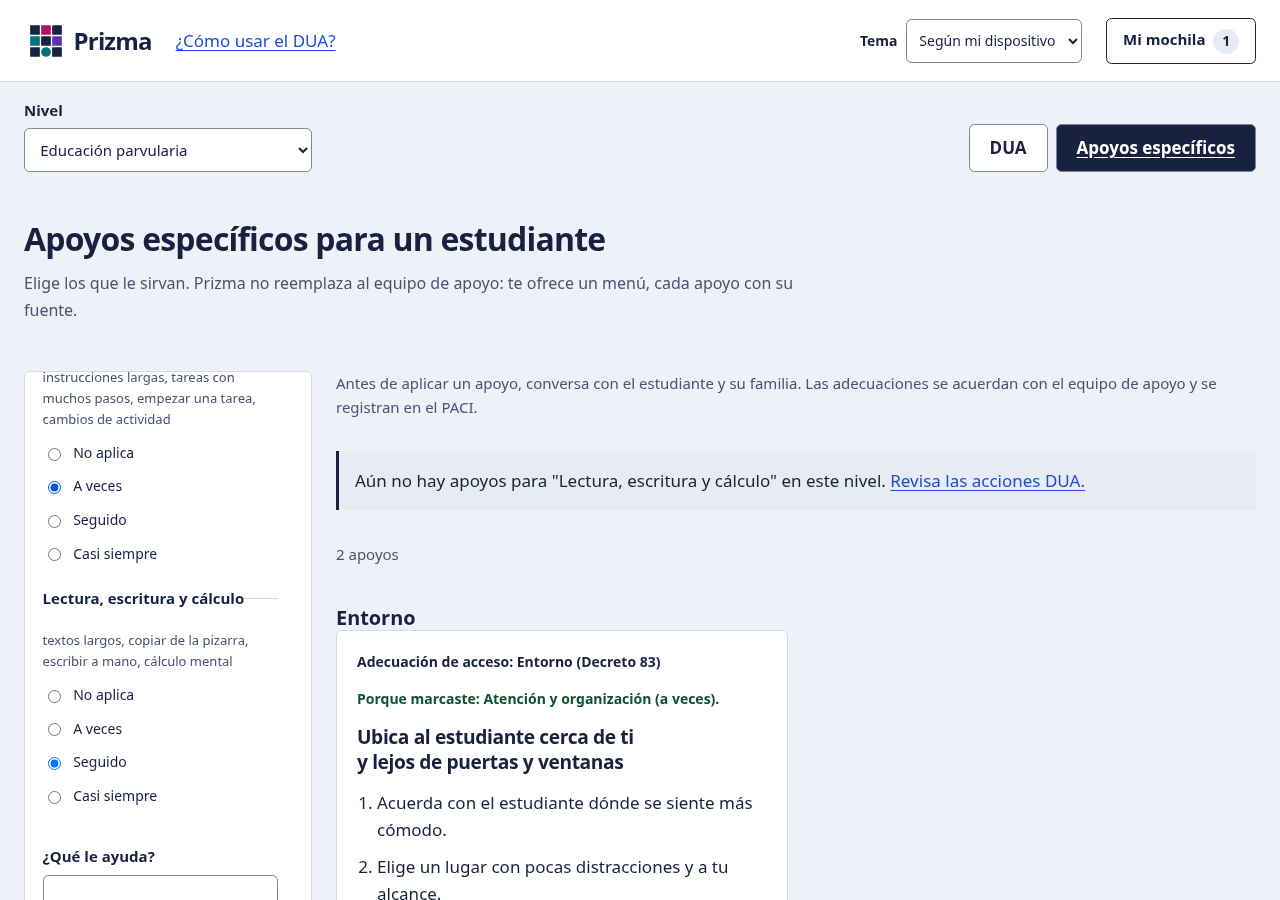 Prizma
¿Cómo usar el DUA?
Tema
Según mi dispositivo
Mi mochila 1
Nivel
Educación parvularia
DUA
Apoyos específicos
Apoyos específicos para un estudiante
Elige los que le sirvan. Prizma no reemplaza al equipo de apoyo: te ofrece un menú, cada apoyo con su
fuente.
instrucciones largas, tareas con
muchos pasos, empezar una tarea,
cambios de actividad
No aplica
A veces
Seguido
Casi siempre
Lectura, escritura y cálculo
textos largos, copiar de la pizarra,
escribir a mano, cálculo mental
No aplica
A veces
Seguido
Casi siempre
¿Qué le ayuda?
Antes de aplicar un apoyo, conversa con el estudiante y su familia. Las adecuaciones se acuerdan con el equipo de apoyo y se
registran en el PACI.
Aún no hay apoyos para "Lectura, escritura y cálculo" en este nivel. Revisa las acciones DUA.
2 apoyos
Entorno
Adecuación de acceso: Entorno (Decreto 83)
Porque marcaste: Atención y organización (a veces).
Ubica al estudiante cerca de ti
y lejos de puertas y ventanas
1. Acuerda con el estudiante dónde se siente más
cómodo.
2. Elige un lugar con pocas distracciones y a tu
alcance.